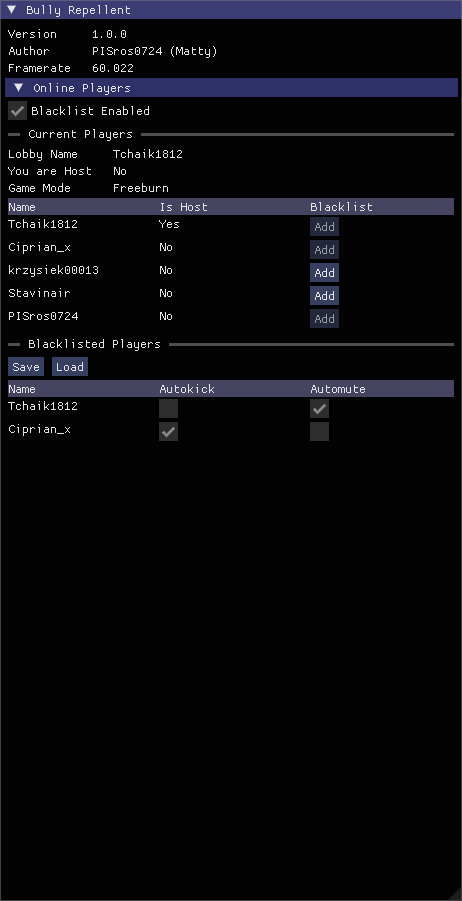 Bully Repellent
Version 1.0.0
Author PISros0724 (Matty)
Framerate 60.022
Online Players
Blacklist Enabled
Current Players
Lobby Name Tchaik1812
You are Host No
Game Mode Freeburn
Name Is Host Blacklist
Tchaik1812 Yes Add
Ciprian_x No Add
krzysiek00013 No Add
Stavinair No Add
PISros0724 No Add
Blacklisted Players
Save Load
Name Autokick Automute
Tchaik1812
Ciprian_x